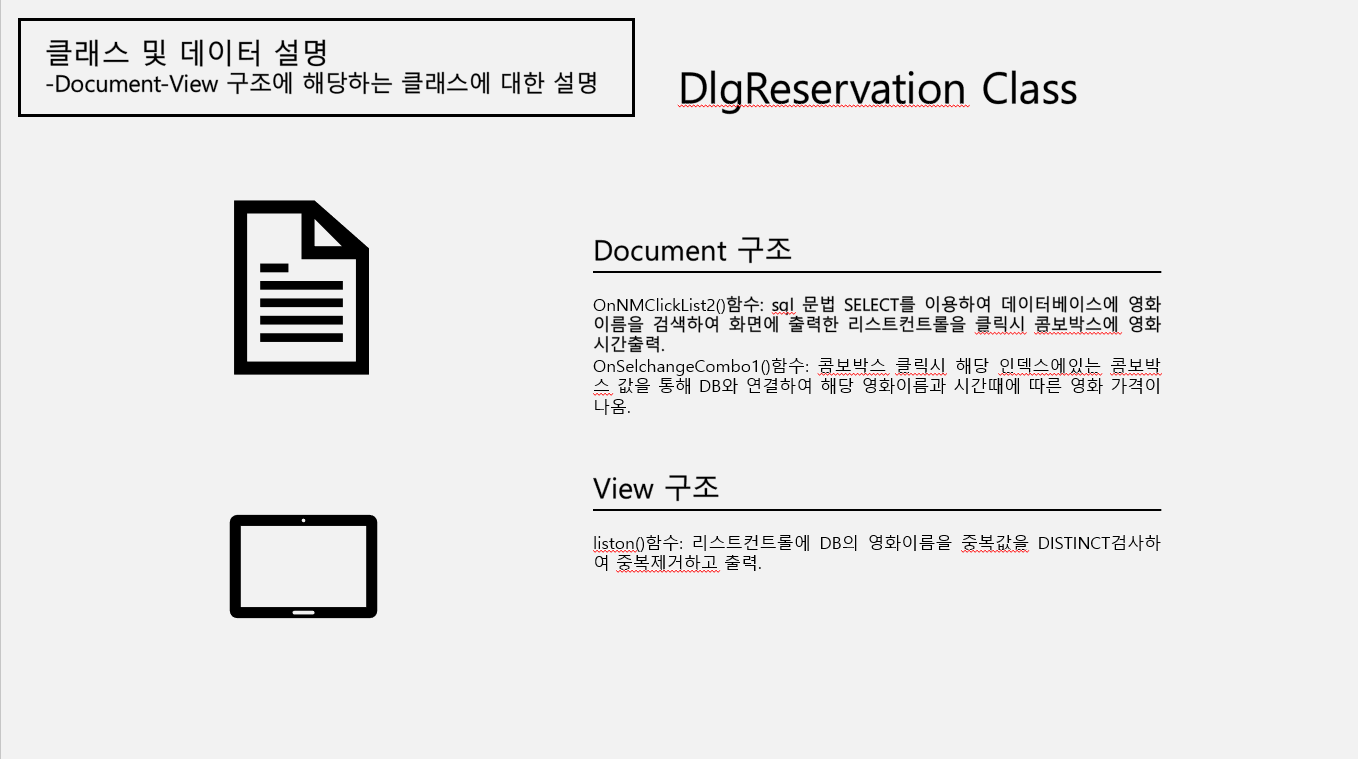 클래스 및 데이터 설명
-Document-View 구조에 해당하는 클래스에 대한 설명
DlgReservation Class
Document 구조
OnNMClickList2()함수: sql 문법 SELECT를 이용하여 데이터베이스에 영화
이름을 검색하여 화면에 출력한 리스트컨트롤을 클릭시 콤보박스에 영화
시간출력.
OnSelchangeCombo1()함수: 콤보박스 클릭시 해당 인덱스에있는 콤보박
스 값을 통해 DB와 연결하여 해당 영화이름과 시간때에 따른 영화 가격이
나옴.
View 구조
liston()함수: 리스트컨트롤에 DB의 영화이름을 중복값을 DISTINCT검사하
여 중복제거하고 출력.